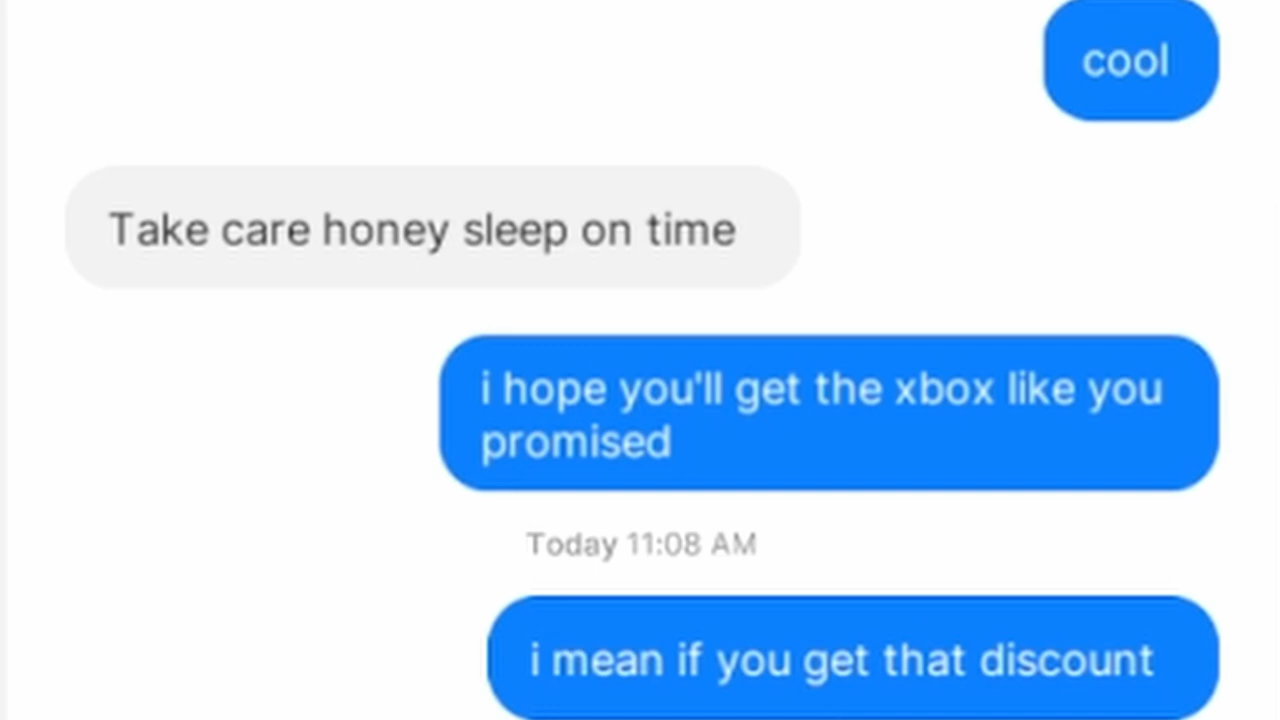 cool
Take care honey sleep on time
i hope you'll get the xbox like you
promised
Today 11:08 AM
i mean if you get that discount